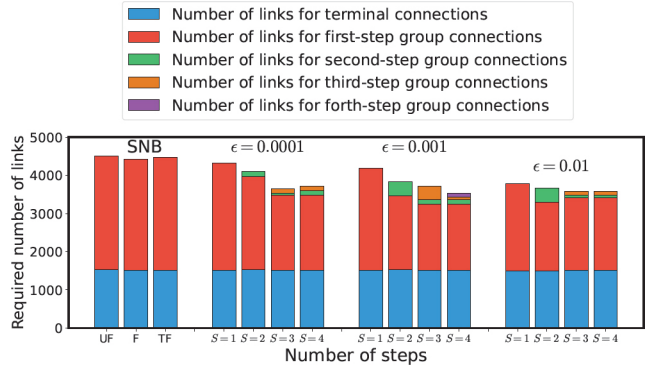 Number of links for terminal connections
Number of links for first-step group connections
Number of links for second-step group connections
Number of links for third-step group connections
Number of links for forth-step group connections
Required number of links
5000
4000
3000
2000
1000
0
SNB
ϵ = 0.0001
ϵ = 0.001
ϵ = 0.01
UF F TF S = 1 S = 2 S = 3 S = 4 S = 1 S = 2 S = 3 S = 4 S = 1 S = 2 S = 3 S = 4
Number of steps